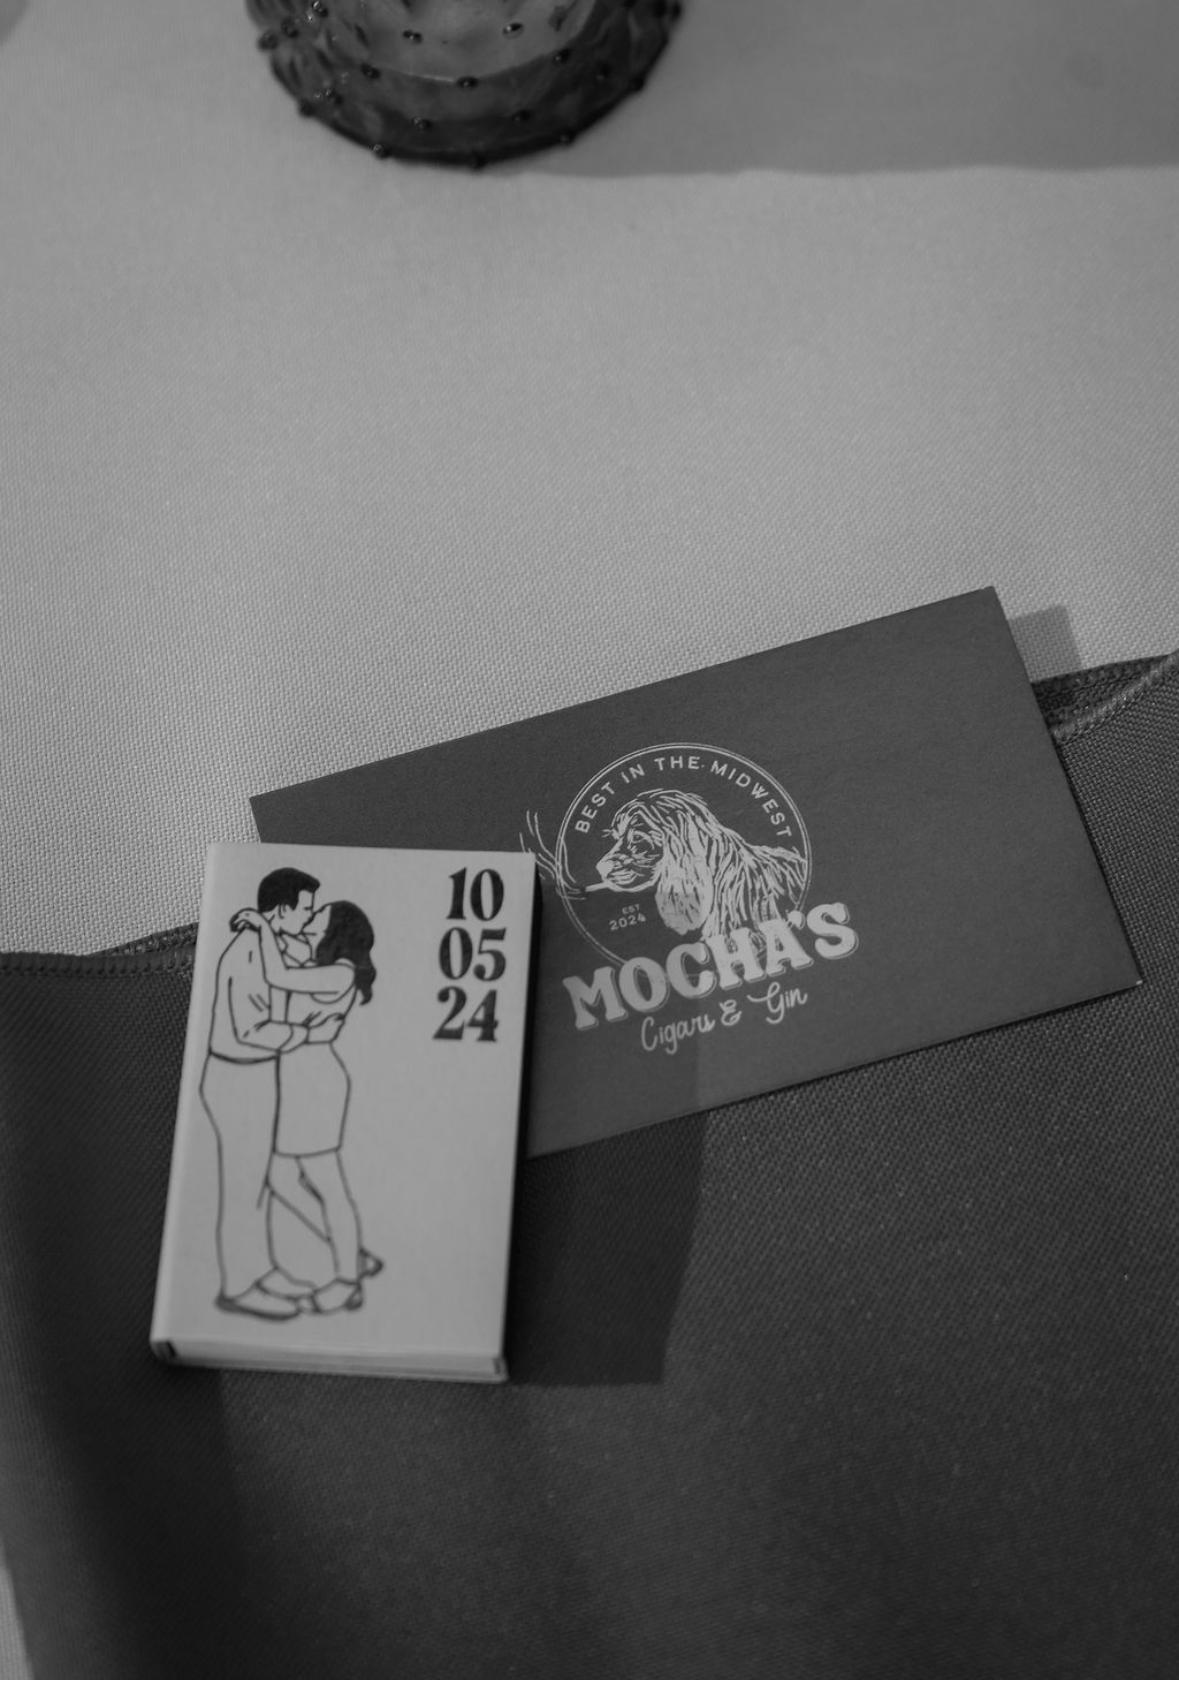 10
05
24
BEST IN THE MIDWEST
EST
2024
MOCHA'S
Cigars & Gin